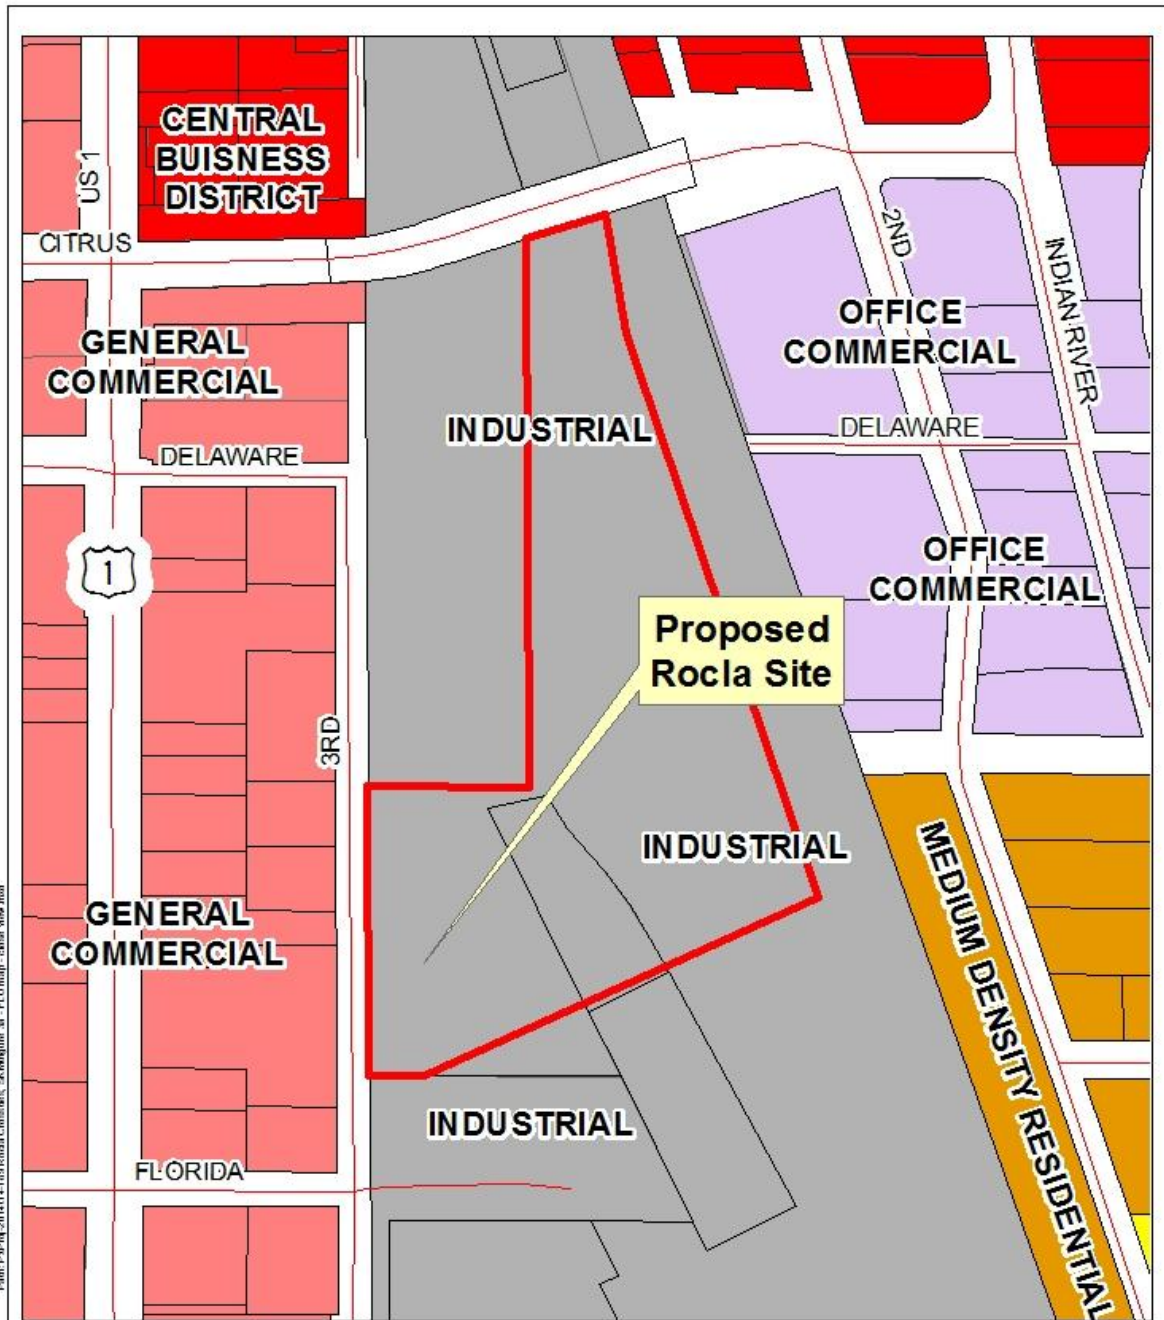 CENTRAL
BUISNESS
DISTRICT
US 1
CITRUS
2ND
INDIAN RIVER
GENERAL
COMMERCIAL
OFFICE
COMMERCIAL
INDUSTRIAL
DELAWARE
DELAWARE
1
OFFICE
COMMERCIAL
Proposed
Rocla Site
3RD
INDUSTRIAL
MEDIUM DENSITY RESIDENTIAL
GENERAL
COMMERCIAL
INDUSTRIAL
FLORIDA